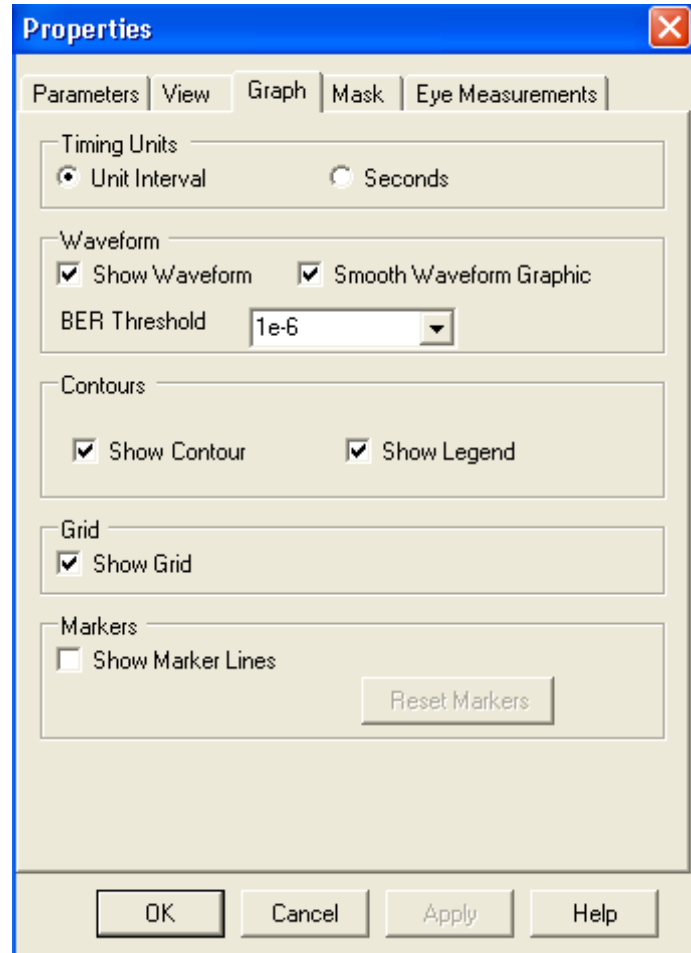 Properties
Parameters View Graph Mask Eye Measurements
Timing Units
Unit Interval Seconds
Waveform
Show Waveform Smooth Waveform Graphic
BER Threshold 1e-6
Contours
Show Contour Show Legend
Grid
Show Grid
Markers
Show Marker Lines
Reset Markers
OK Cancel Apply Help